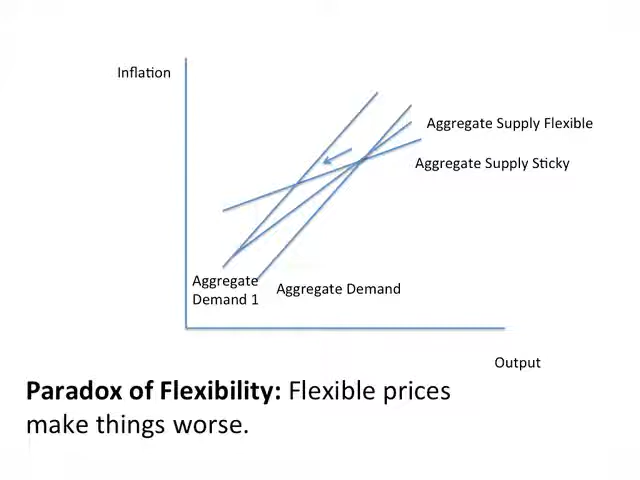 Inflation
Aggregate Supply Flexible
Aggregate Supply Sticky
Aggregate
Demand 1
Aggregate Demand
Output
Paradox of Flexibility: Flexible prices
make things worse.